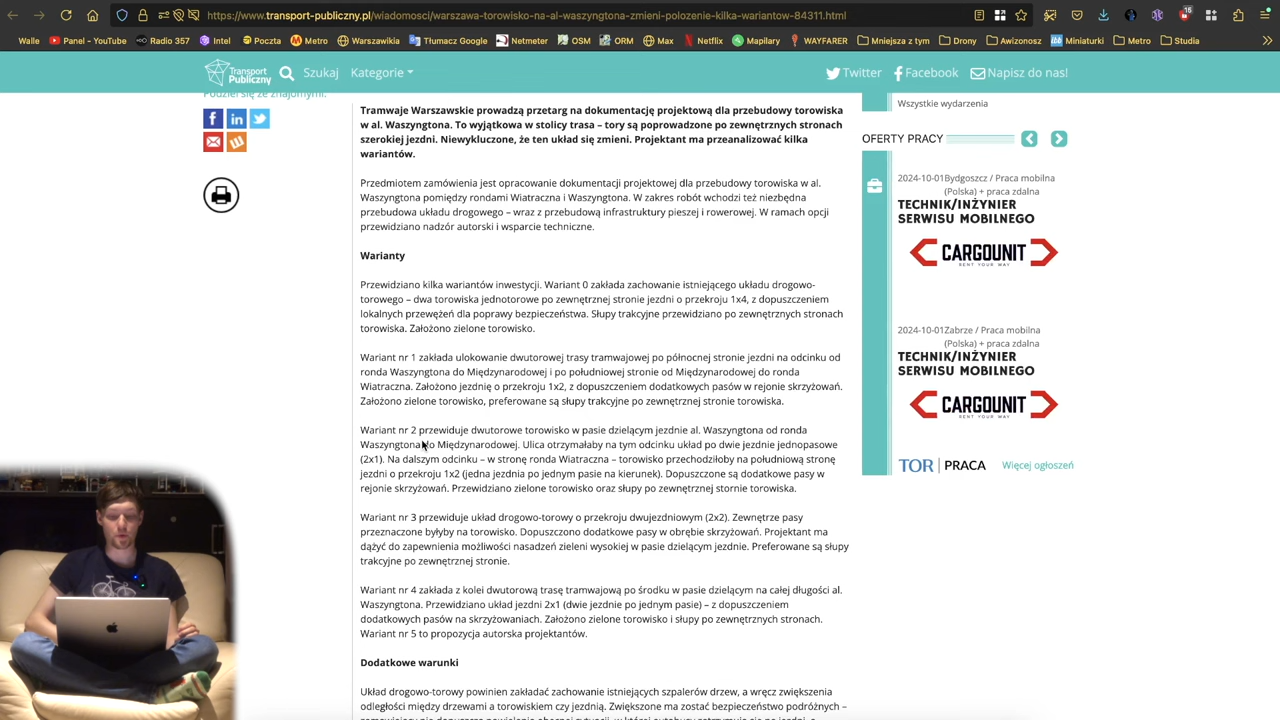 https://www.transport-publiczny.pl/wiadomosci/warszawa-torowisko-na-al-waszyngtona-zmieni-polozenie-kilka-wariantow-84311.html
15
Walle Panel - YouTube Radio 357 Intel Poczta Metro Warszawikia Tłumacz Google Netmeter OSM ORM Max Netflix Mapilary WAYFARER Mniejsza z tym Drony Awizonosz Miniaturki Metro Studia
Transport Publiczny Szukaj Kategorie Twitter Facebook Napisz do nas!
Podziel się ze znajomymi:
Tramwaje Warszawskie prowadzą przetarg na dokumentację projektową dla przebudowy torowiska
w al. Waszyngtona. To wyjątkowa w stolicy trasa – tory są poprowadzone po zewnętrznych stronach
szerokiej jezdni. Niewykluczone, że ten układ się zmieni. Projektant ma przeanalizować kilka
wariantów.
Przedmiotem zamówienia jest opracowanie dokumentacji projektowej dla przebudowy torowiska w al.
Waszyngtona pomiędzy rondami Wiatraczna i Waszyngtona. W zakres robót wchodzi też niezbędna
przebudowa układu drogowego – wraz z przebudową infrastruktury pieszej i rowerowej. W ramach opcji
przewidziano nadzór autorski i wsparcie techniczne.
Warianty
Przewidziano kilka wariantów inwestycji. Wariant 0 zakłada zachowanie istniejącego układu drogowo-
torowego – dwa torowiska jednotorowe po zewnętrznej stronie jezdni o przekroju 1x4, z dopuszczeniem
lokalnych przewężeń dla poprawy bezpieczeństwa. Słupy trakcyjne przewidziano po zewnętrznych stronach
torowiska. Założono zielone torowisko.
Wariant nr 1 zakłada ulokowanie dwutorowej trasy tramwajowej po północnej stronie jezdni na odcinku od
ronda Waszyngtona do Międzynarodowej i po południowej stronie od Międzynarodowej do ronda
Wiatraczna. Założono jezdnię o przekroju 1x2, z dopuszczeniem dodatkowych pasów w rejonie skrzyżowań.
Założono zielone torowisko, preferowane są słupy trakcyjne po zewnętrznej stronie torowiska.
Wariant nr 2 przewiduje dwutorowe torowisko w pasie dzielącym jezdnie al. Waszyngtona od ronda
Waszyngtona do Międzynarodowej. Ulica otrzymałaby na tym odcinku układ po dwie jezdnie jednopasowe
(2x1). Na dalszym odcinku – w stronę ronda Wiatraczna – torowisko przechodziłoby na południową stronę
jezdni o przekroju 1x2 (jedna jezdnia po jednym pasie na kierunek). Dopuszczone są dodatkowe pasy w
rejonie skrzyżowań. Przewidziano zielone torowisko oraz słupy po zewnętrznej stornie torowiska.
Wariant nr 3 przewiduje układ drogowo-torowy o przekroju dwujezdniowym (2x2). Zewnętrze pasy
przeznaczone byłyby na torowisko. Dopuszczono dodatkowe pasy w obrębie skrzyżowań. Projektant ma
dążyć do zapewnienia możliwości nasadzeń zieleni wysokiej w pasie dzielącym jezdnie. Preferowane są słupy
trakcyjne po zewnętrznej stronie.
Wariant nr 4 zakłada z kolei dwutorową trasę tramwajową po środku w pasie dzielącym na całej długości al.
Waszyngtona. Przewidziano układ jezdni 2x1 (dwie jezdnie po jednym pasie) – z dopuszczeniem
dodatkowych pasów na skrzyżowaniach. Założono zielone torowisko i słupy po zewnętrznych stronach.
Wariant nr 5 to propozycja autorska projektantów.
Dodatkowe warunki
Układ drogowo-torowy powinien zakładać zachowanie istniejących szpalerów drzew, a wręcz zwiększenia
odległości między drzewami a torowiskiem czy jezdnią. Zwiększone ma zostać bezpieczeństwo podróżnych –
Wszystkie wydarzenia
OFERTY PRACY
2024-10-01Bydgoszcz / Praca mobilna
(Polska) + praca zdalna
TECHNIK/INŻYNIER
SERWISU MOBILNEGO
CARGOUNIT
RENT YOUR WAY
2024-10-01Zabrze / Praca mobilna
(Polska) + praca zdalna
TECHNIK/INŻYNIER
SERWISU MOBILNEGO
CARGOUNIT
RENT YOUR WAY
TOR PRACA Więcej ogłoszeń